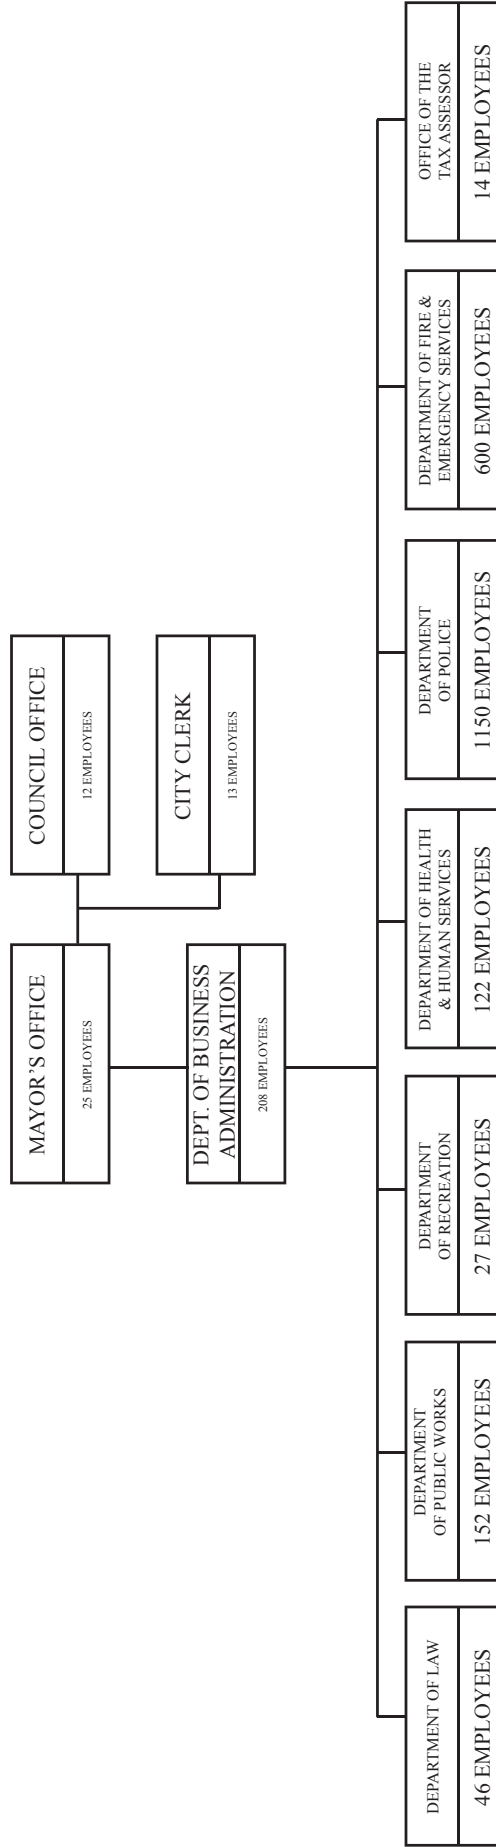 MAYOR'S OFFICE
25 EMPLOYEES
COUNCIL OFFICE
12 EMPLOYEES
DEPT. OF BUSINESS
ADMINISTRATION
208 EMPLOYEES
CITY CLERK
13 EMPLOYEES
DEPARTMENT OF LAW
46 EMPLOYEES
DEPARTMENT
OF PUBLIC WORKS
152 EMPLOYEES
DEPARTMENT
OF RECREATION
27 EMPLOYEES
DEPARTMENT OF HEALTH
& HUMAN SERVICES
122 EMPLOYEES
DEPARTMENT
OF POLICE
1150 EMPLOYEES
DEPARTMENT OF FIRE &
EMERGENCY SERVICES
600 EMPLOYEES
OFFICE OF THE
TAX ASSESSOR
14 EMPLOYEES